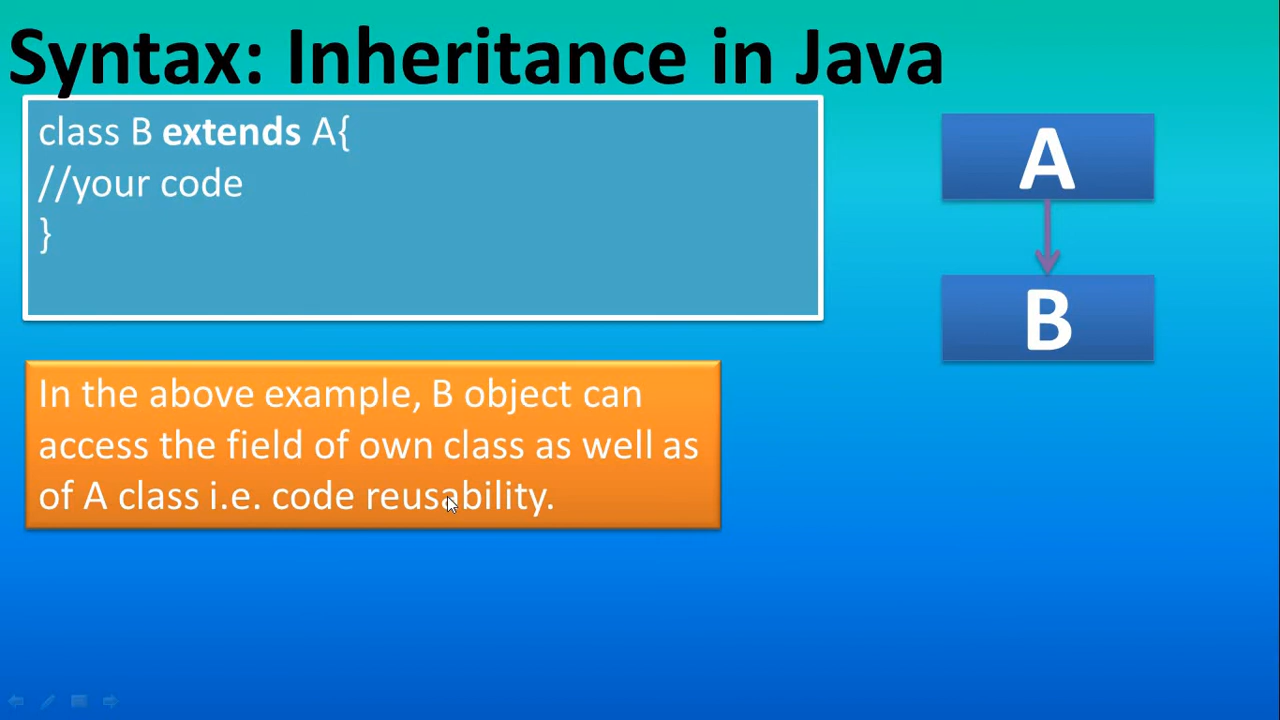 Syntax: Inheritance in Java
class B extends A{
//your code
}
A
B
In the above example, B object can
access the field of own class as well as
of A class i.e. code reusability.